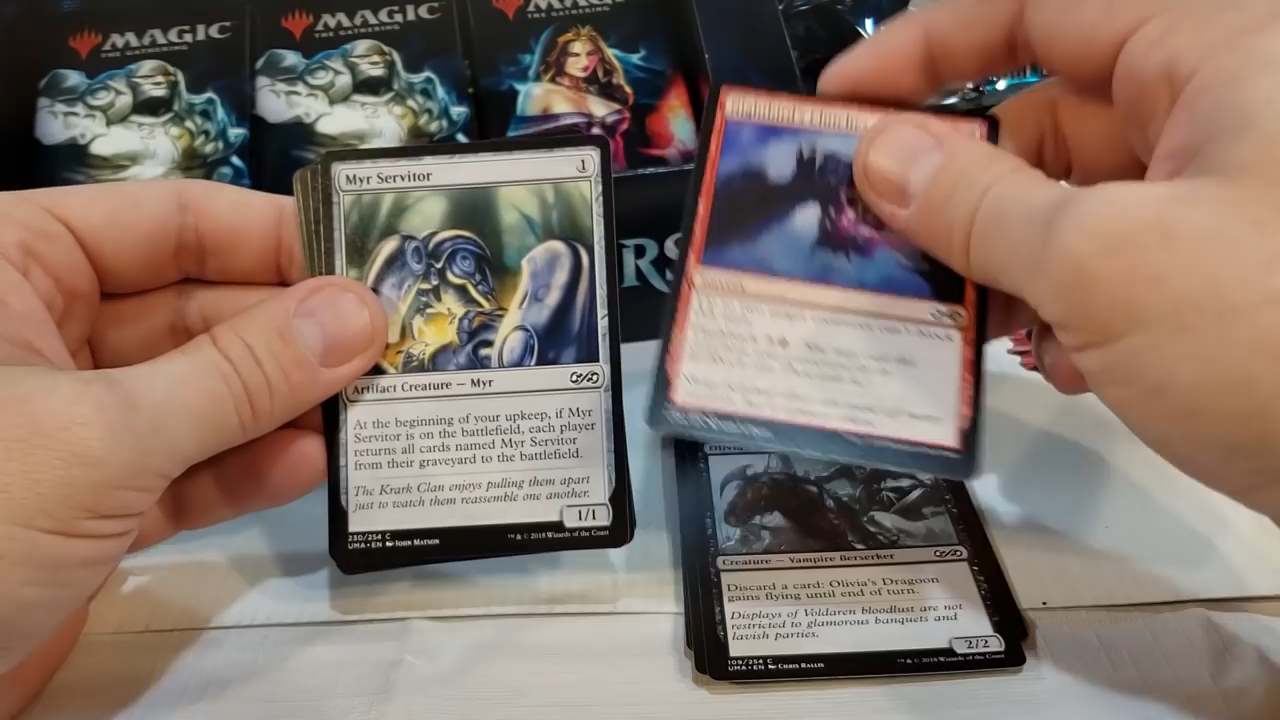 MAGIC
THE GATHERING
MAGIC
THE GATHERING
MAG
THE GATHERING
RS
Myr Servitor
1
Artifact Creature — Myr
At the beginning of your upkeep, if Myr
Servitor is on the battlefield, each player
returns all cards named Myr Servitor
from their graveyard to the battlefield.
The Krark Clan enjoys pulling them apart
just to watch them reassemble one another.
1/1
230/254 C
UMA • EN John Matson
™ & © 2018 Wizards of the Coast
Olivia
Creature — Vampire Berserker
Discard a card: Olivia's Dragoon
gains flying until end of turn.
Displays of Voldaren bloodlust are not
restricted to glamorous banquets and
lavish parties.
2/2
109/254 C
UMA • EN Chris Rallis
™ & © 2018 Wizards of the Coast